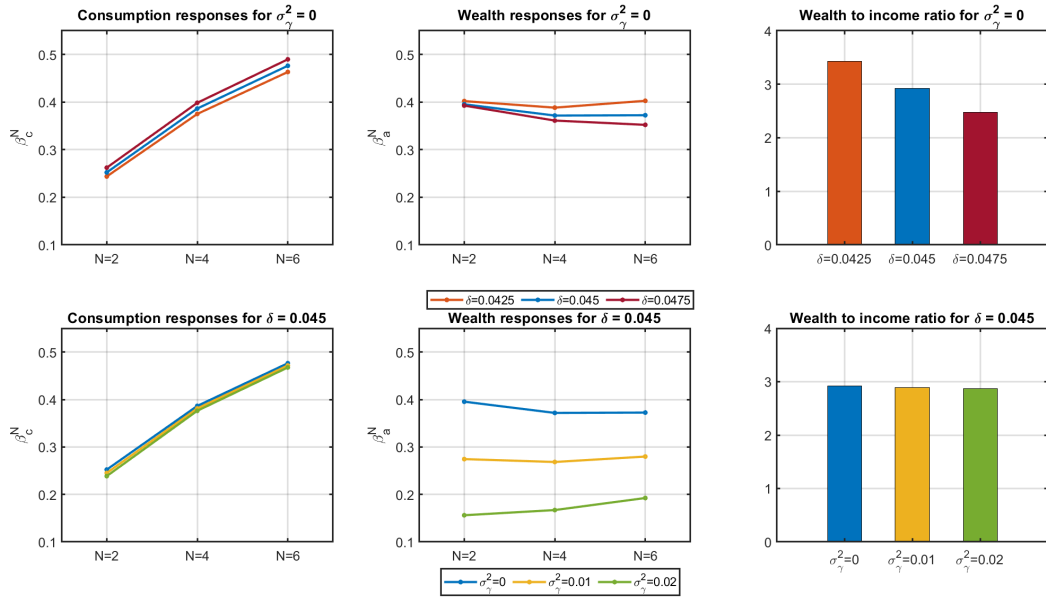 Consumption responses for σ²γ = 0
0.5
0.4
0.3
0.2
0.1
β^N_c
N=2 N=4 N=6
Wealth responses for σ²γ = 0
0.5
0.4
0.3
0.2
0.1
β^N_a
N=2 N=4 N=6
δ=0.0425 δ=0.045 δ=0.0475
Wealth to income ratio for σ²γ = 0
4
3
2
1
0
δ=0.0425 δ=0.045 δ=0.0475
Consumption responses for δ = 0.045
0.5
0.4
0.3
0.2
0.1
β^N_c
N=2 N=4 N=6
Wealth responses for δ = 0.045
0.5
0.4
0.3
0.2
0.1
β^N_a
N=2 N=4 N=6
σ²γ=0 σ²γ=0.01 σ²γ=0.02
Wealth to income ratio for δ = 0.045
4
3
2
1
0
σ²γ=0 σ²γ=0.01 σ²γ=0.02